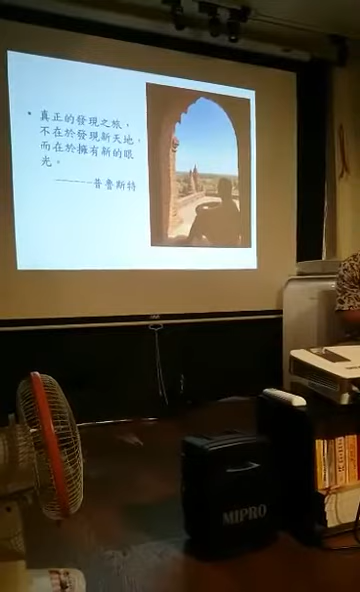 • 真正的發現之旅，
不在於發現新天地，
而在於擁有新的眼
光。
————普魯斯特
MIPRO